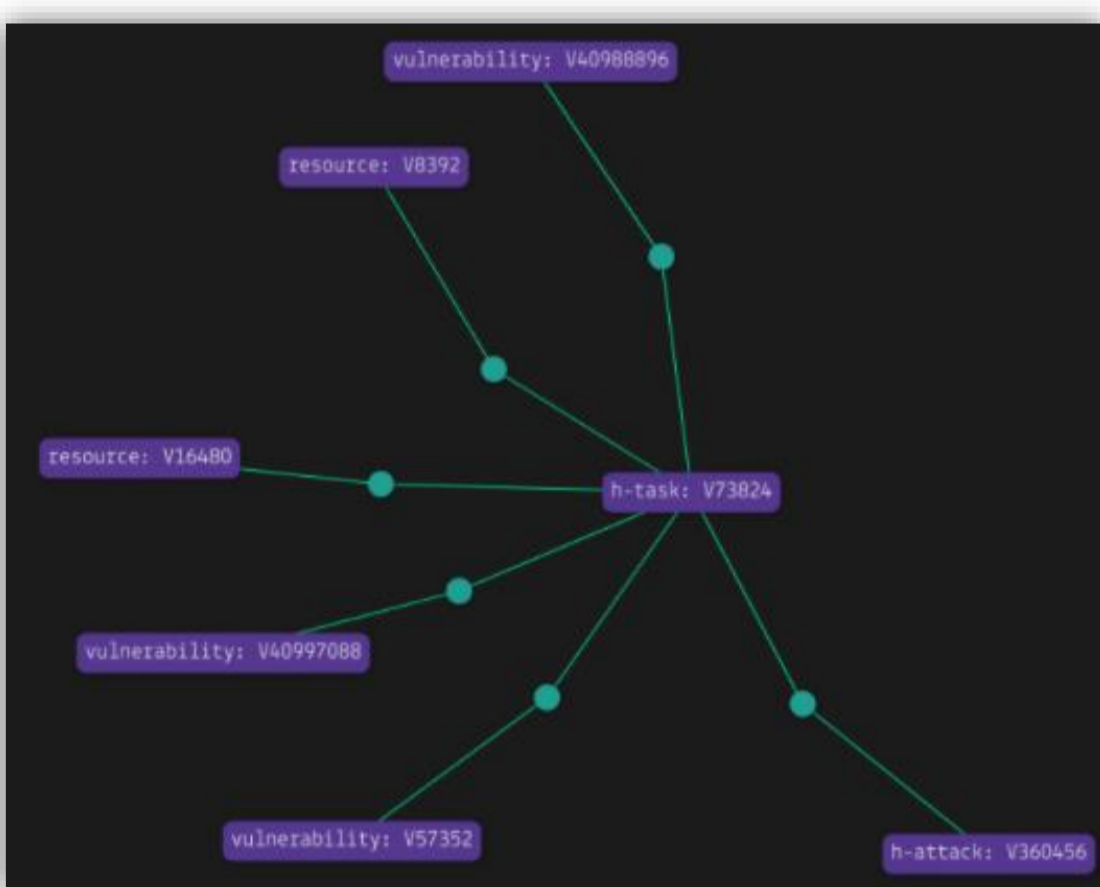 vulnerability: V40988896
resource: V8392
resource: V16480
h-task: V73824
vulnerability: V40997088
vulnerability: V57352
h-attack: V360456